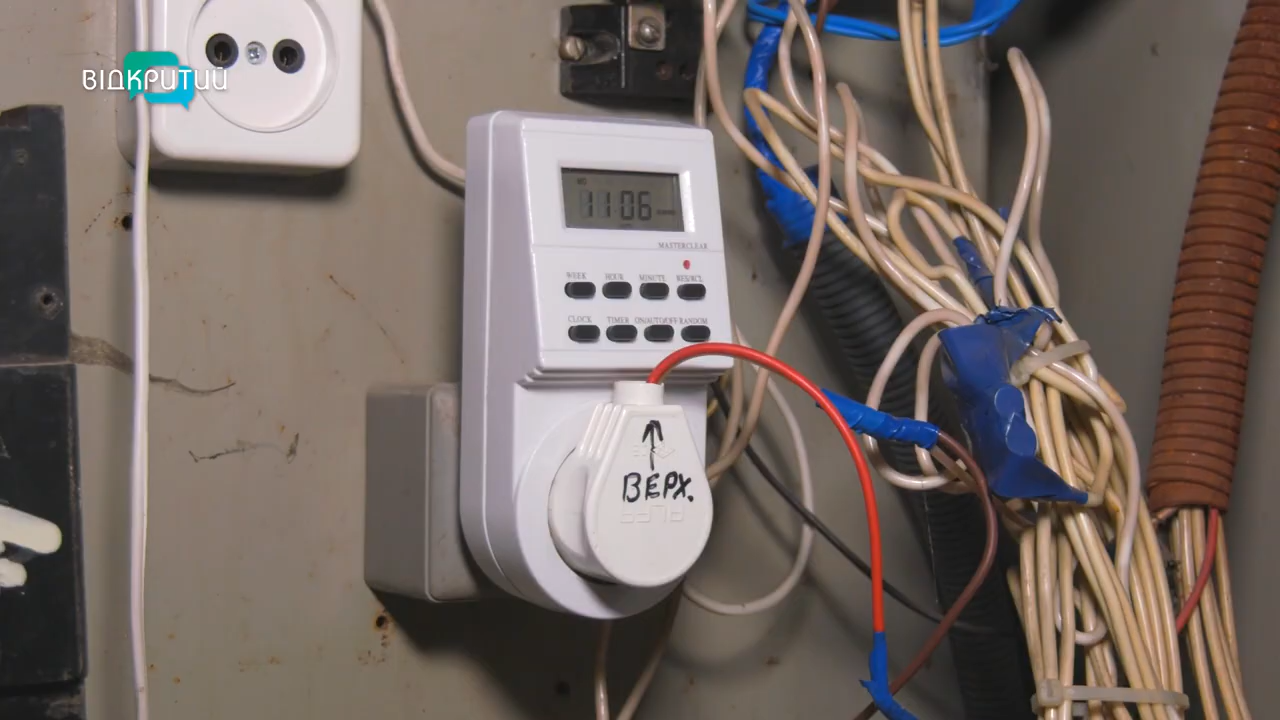 ВІДКРИТИЙ
11:06
MASTERCLEAR
WEEK HOUR MINUTE RES/RCL
CLOCK TIMER ON/AUTO/OFF RANDOM
ВЕРХ.